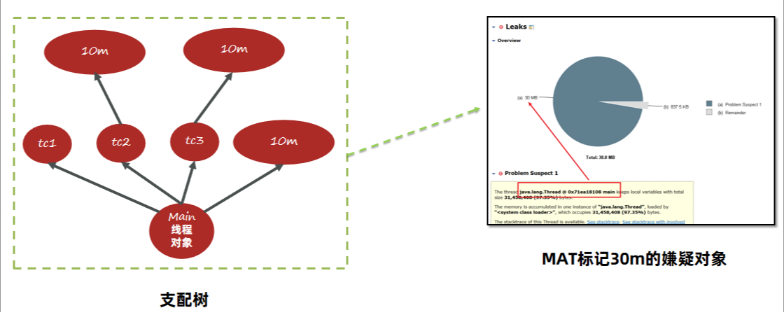 10m
10m
tc1
tc2
tc3
10m
Main
线程
对象
支配树
Leaks
Overview
(a) 30 MB
(b) 837.5 KB
(a) Problem Suspect 1
(b) Remainder
Total: 30.8 MB
Problem Suspect 1
The thread java.lang.Thread @ 0x71ea18198 main keeps local variables with total
size 31,458,408 (97.35%) bytes.
The memory is accumulated in one instance of "java.lang.Thread", loaded by
"<system class loader>", which occupies 31,458,408 (97.35%) bytes.
The stacktrace of this Thread is available. See stacktrace. See stacktrace with involved
MAT标记30m的嫌疑对象